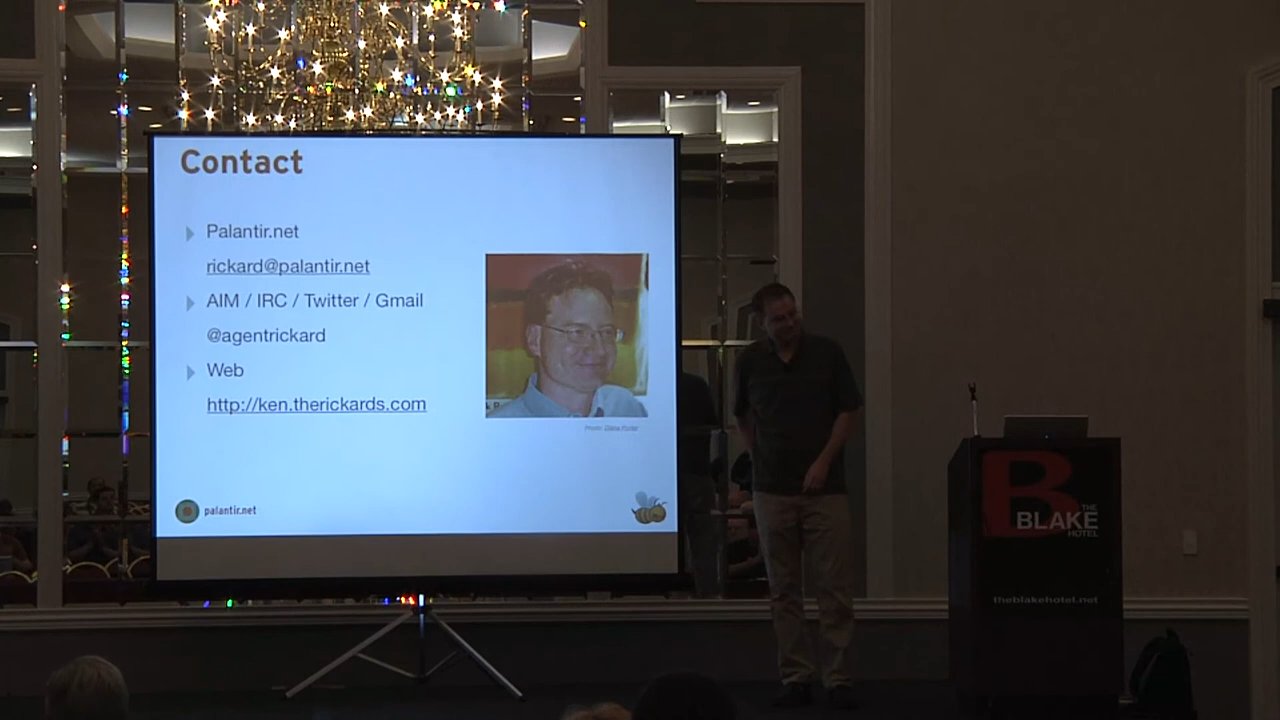 Contact
Palantir.net
rickard@palantir.net
AIM / IRC / Twitter / Gmail
@agentrickard
Web
http://ken.therickards.com
palantir.net
B
THE
BLAKE
HOTEL
theblakehotel.net